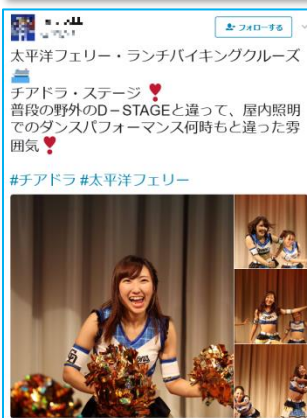 フォローする
太平洋フェリー・ランチバイキングクルーズ
チアドラ・ステージ
普段の野外のD－STAGEと違って、屋内照明
でのダンスパフォーマンス何時もと違った雰
囲気
#チアドラ #太平洋フェリー